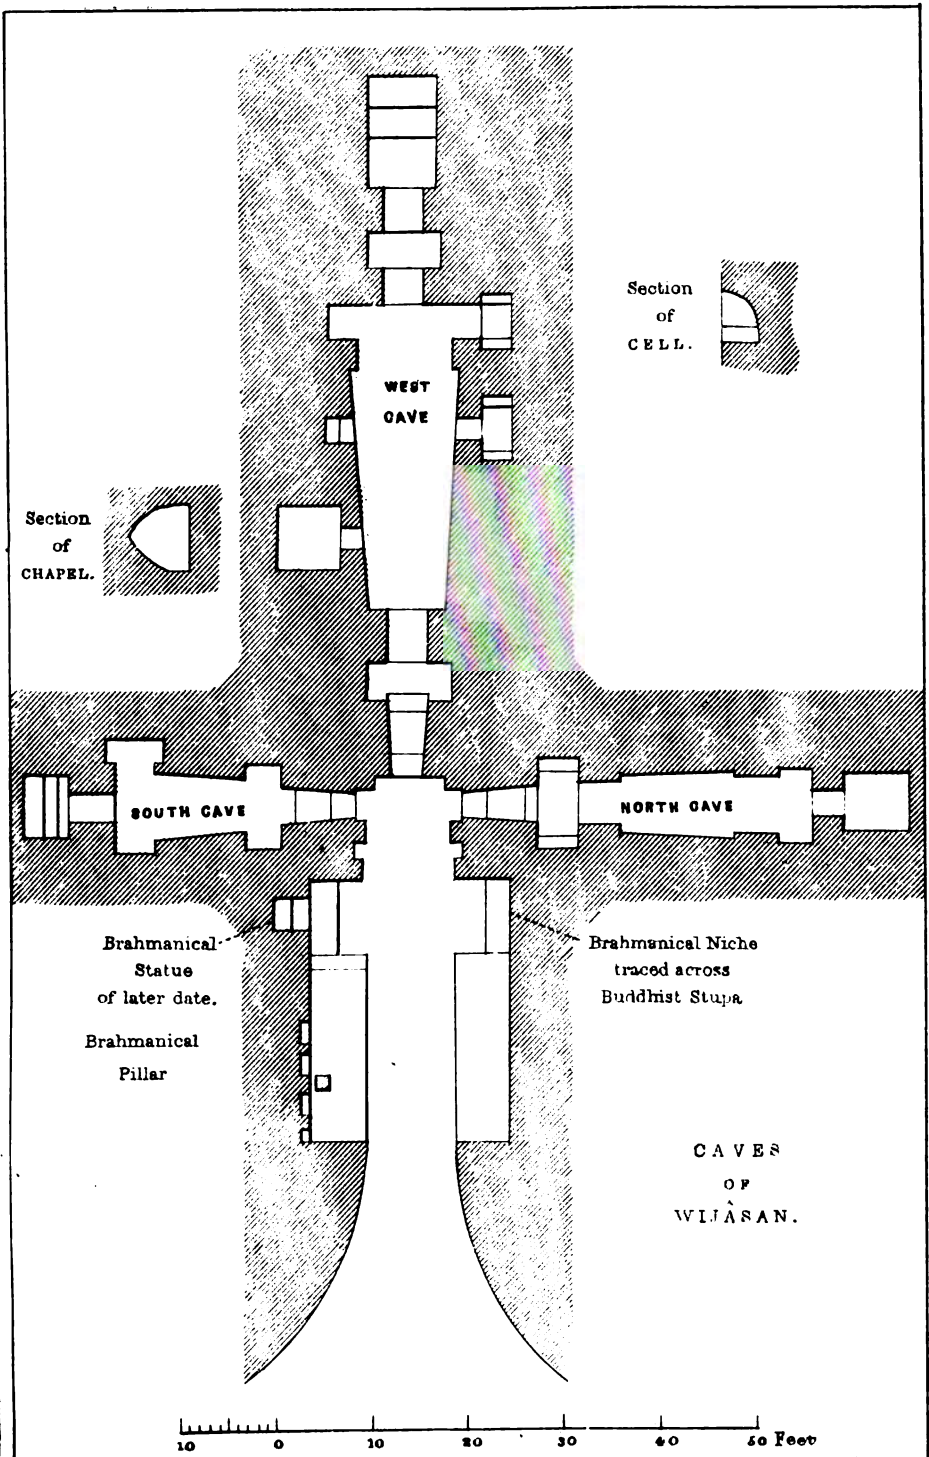 Section
of
CELL.
WEST
CAVE
Section
of
CHAPEL.
SOUTH CAVE
NORTH CAVE
Brahmanical
Statue
of later date.
Brahmanical Niche
traced across
Buddhist Stupa
Brahmanical
Pillar
CAVES
OF
WIJÂSAN.
10 0 10 20 30 40 50 Feet